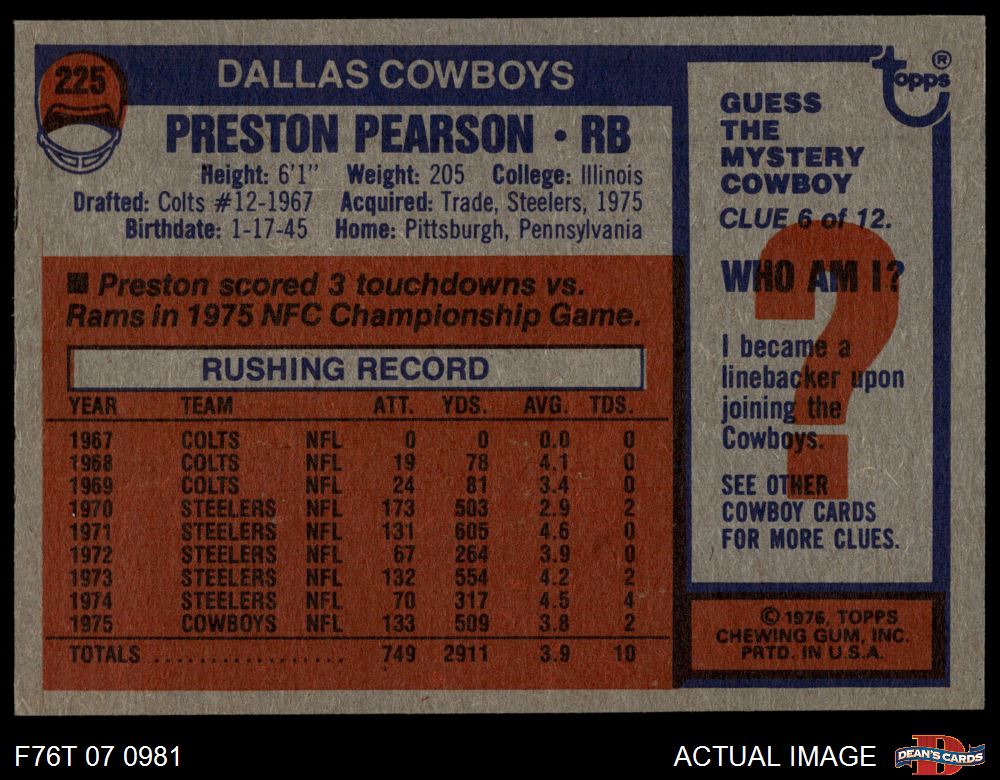 225
DALLAS COWBOYS
PRESTON PEARSON • RB
Height: 6'1" Weight: 205 College: Illinois
Drafted: Colts #12-1967 Acquired: Trade, Steelers, 1975
Birthdate: 1-17-45 Home: Pittsburgh, Pennsylvania
■ Preston scored 3 touchdowns vs.
Rams in 1975 NFC Championship Game.
RUSHING RECORD
YEAR TEAM ATT. YDS. AVG. TDS.
1967 COLTS NFL 0 0 0.0 0
1968 COLTS NFL 19 78 4.1 0
1969 COLTS NFL 24 81 3.4 0
1970 STEELERS NFL 173 503 2.9 2
1971 STEELERS NFL 131 605 4.6 0
1972 STEELERS NFL 67 264 3.9 0
1973 STEELERS NFL 132 554 4.2 2
1974 STEELERS NFL 70 317 4.5 4
1975 COWBOYS NFL 133 509 3.8 2
TOTALS .................. 749 2911 3.9 10
topps ®
GUESS
THE
MYSTERY
COWBOY
CLUE 6 of 12.
WHO AM I?
?
I became a
linebacker upon
joining the
Cowboys.
SEE OTHER
COWBOY CARDS
FOR MORE CLUES.
© 1976, TOPPS
CHEWING GUM, INC.
PRTD. IN U.S.A.
F76T 07 0981
ACTUAL IMAGE
D
DEAN'S CARDS